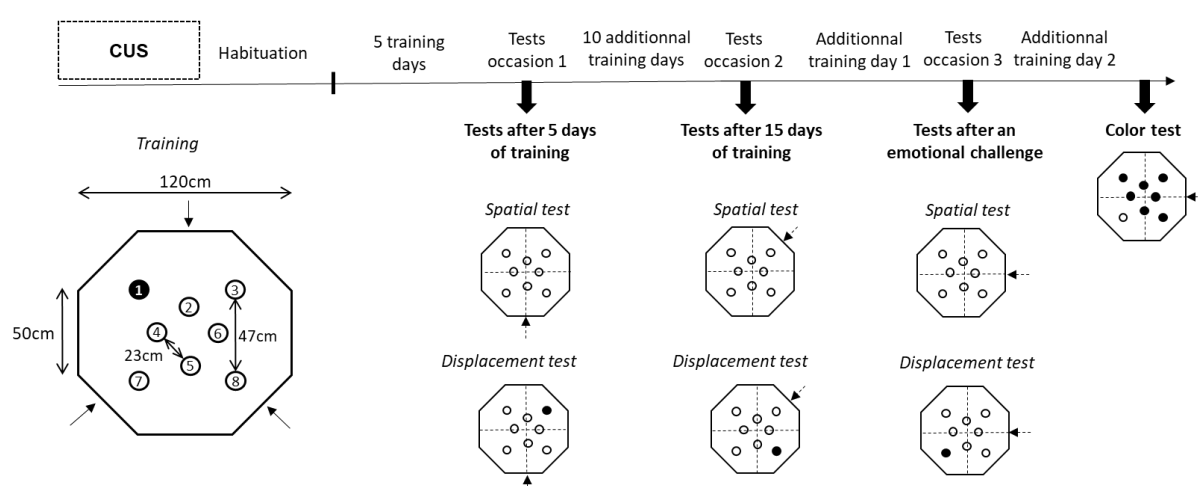 CUS
Habituation
5 training
days
Tests
occasion 1
10 additionnal
training days
Tests
occasion 2
Additionnal
training day 1
Tests
occasion 3
Additionnal
training day 2
Training
120cm
50cm
1
2
3
4
5
6
7
8
23cm
47cm
Tests after 5 days
of training
Spatial test
Displacement test
Tests after 15 days
of training
Spatial test
Displacement test
Tests after an
emotional challenge
Spatial test
Displacement test
Color test